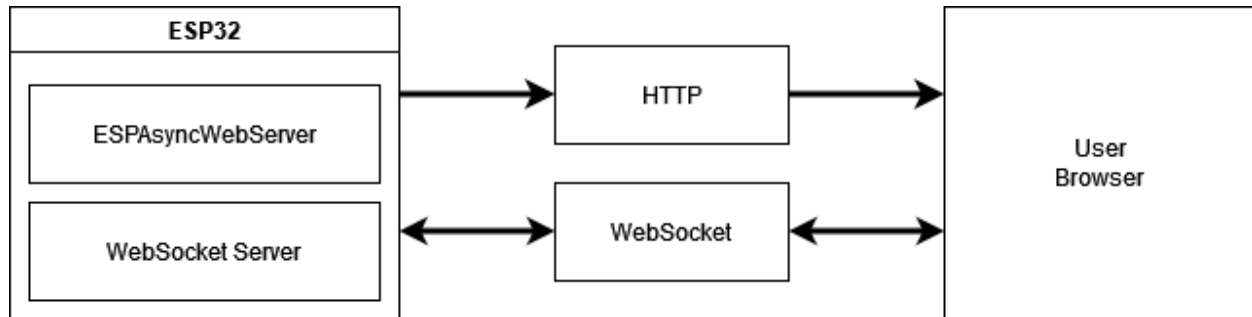 ESP32
ESPAsyncWebServer
WebSocket Server
HTTP
WebSocket
User
Browser